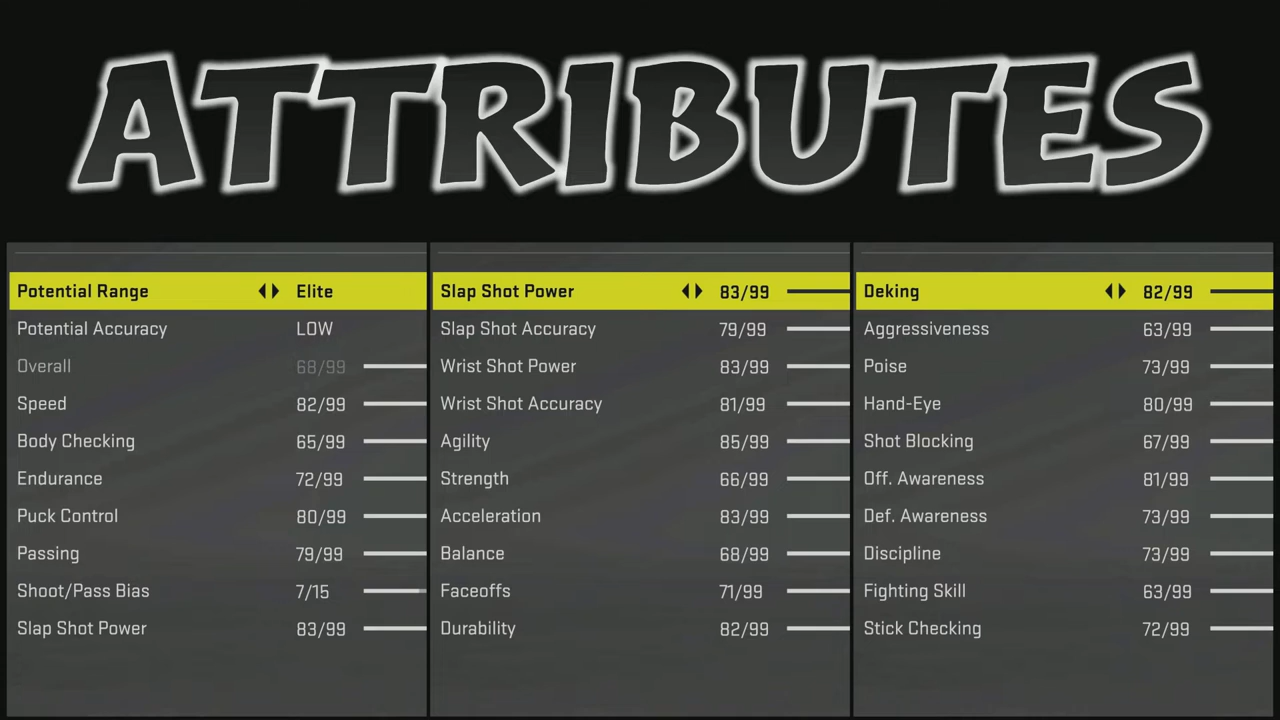 ATTRIBUTES
Potential Range Elite
Potential Accuracy LOW
Overall 68/99
Speed 82/99
Body Checking 65/99
Endurance 72/99
Puck Control 80/99
Passing 79/99
Shoot/Pass Bias 7/15
Slap Shot Power 83/99
Slap Shot Power 83/99
Slap Shot Accuracy 79/99
Wrist Shot Power 83/99
Wrist Shot Accuracy 81/99
Agility 85/99
Strength 66/99
Acceleration 83/99
Balance 68/99
Faceoffs 71/99
Durability 82/99
Deking 82/99
Aggressiveness 63/99
Poise 73/99
Hand-Eye 80/99
Shot Blocking 67/99
Off. Awareness 81/99
Def. Awareness 73/99
Discipline 73/99
Fighting Skill 63/99
Stick Checking 72/99